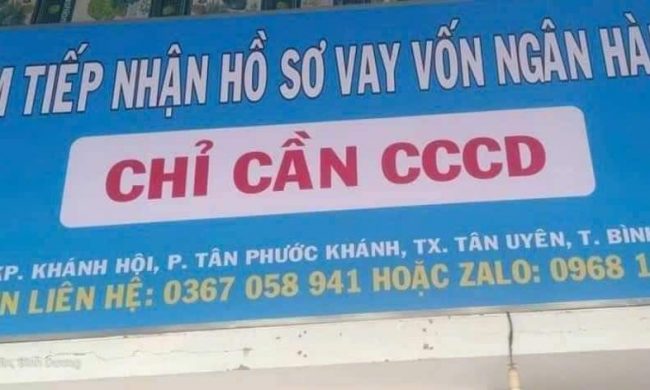 TIẾP NHẬN HỒ SƠ VAY VỐN NGÂN
CHỈ CẦN CCCD
KP. KHÁNH HỘI, P. TÂN PHƯỚC KHÁNH, TX. TÂN UYÊN, T. BÌNH
LIÊN HỆ: 0367 058 941 HOẶC ZALO: 0968